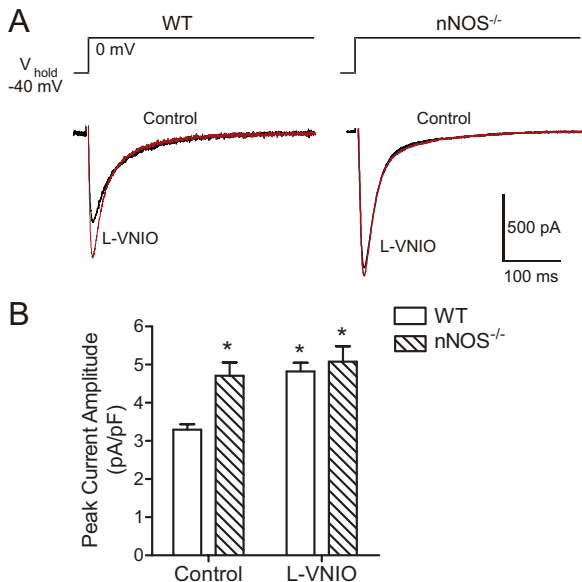 A
WT
nNOS-/-
0 mV
V hold
-40 mV
Control
Control
L-VNIO
L-VNIO
500 pA
100 ms
B
WT
nNOS-/-
Peak Current Amplitude
(pA/pF)
6
5
4
3
2
1
0
*
*
*
Control
L-VNIO